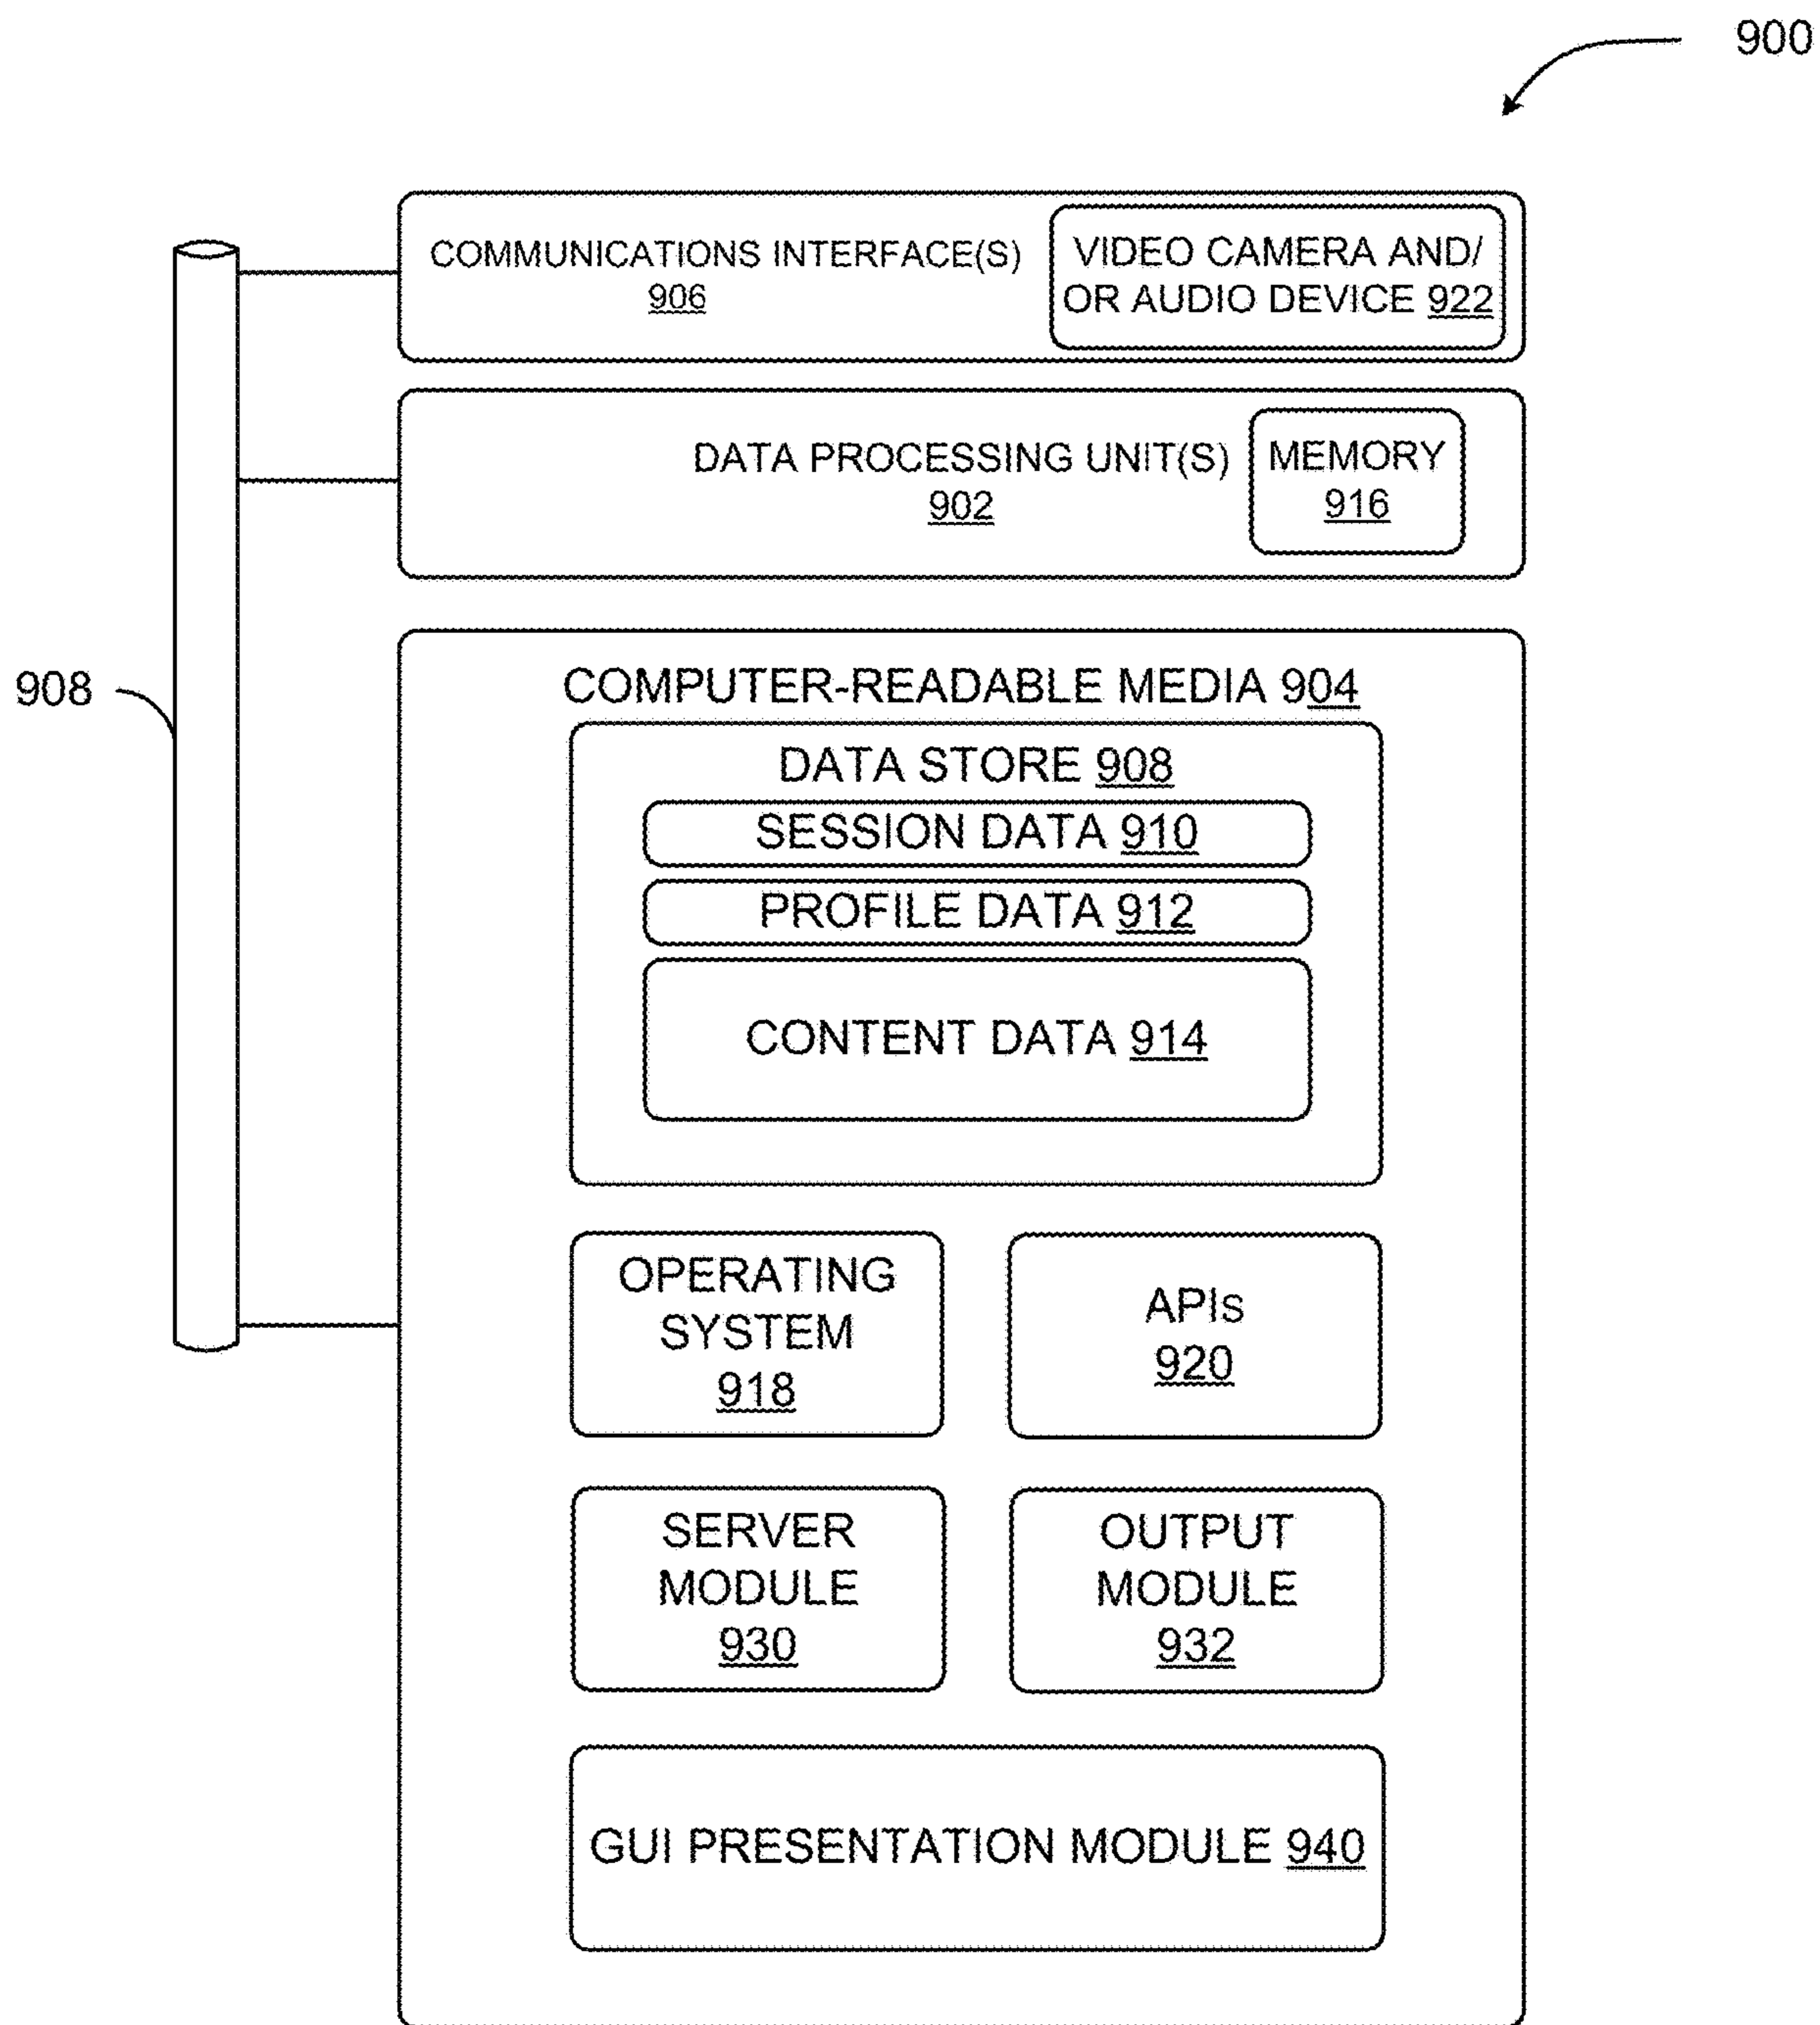 900
COMMUNICATIONS INTERFACE(S)
906
VIDEO CAMERA AND/
OR AUDIO DEVICE 922
DATA PROCESSING UNIT(S)
902
MEMORY
916
908
COMPUTER-READABLE MEDIA 904
DATA STORE 908
SESSION DATA 910
PROFILE DATA 912
CONTENT DATA 914
OPERATING
SYSTEM
918
APIs
920
SERVER
MODULE
930
OUTPUT
MODULE
932
GUI PRESENTATION MODULE 940